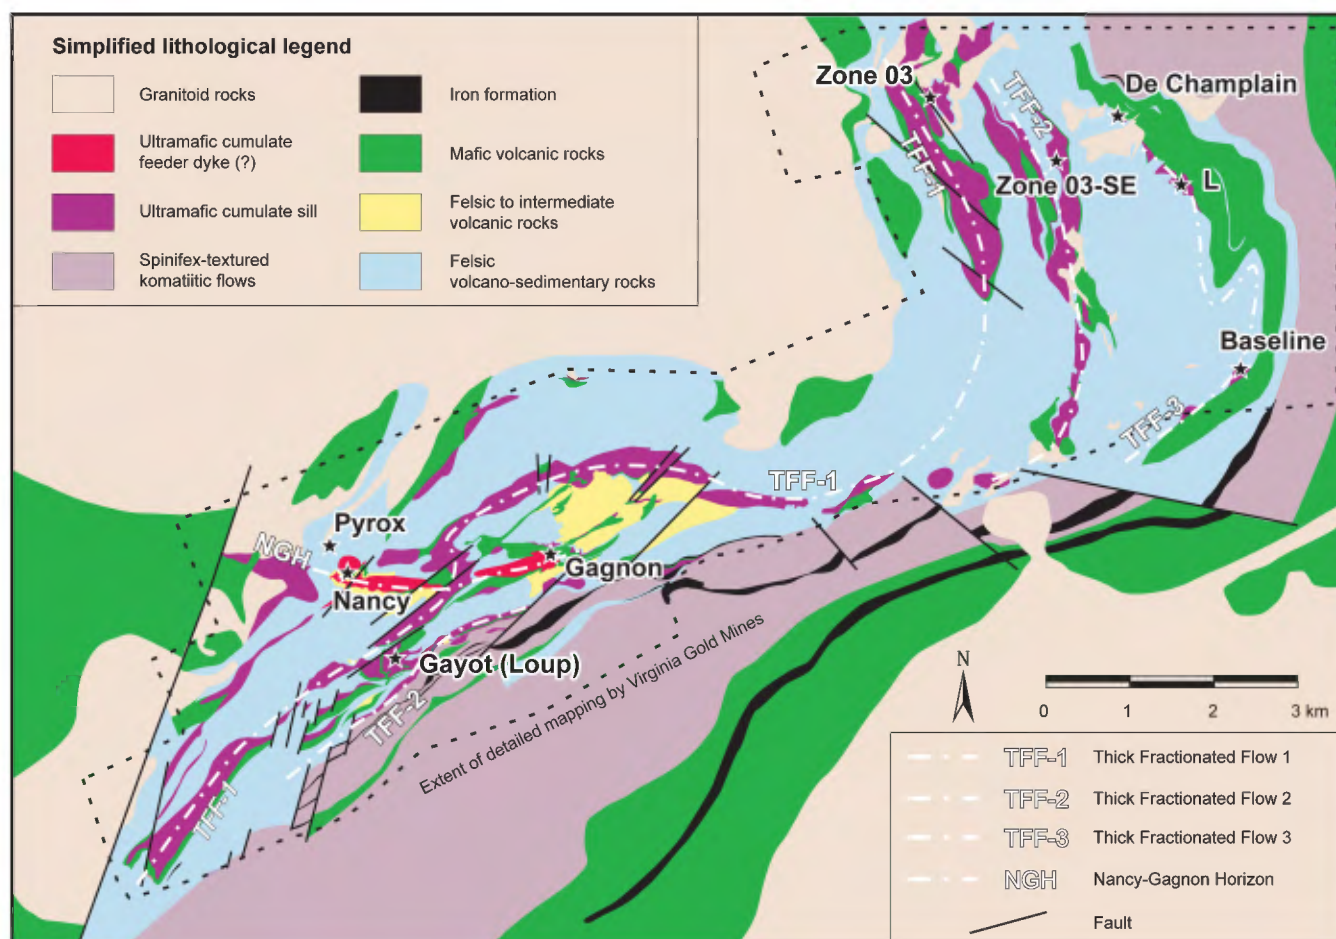 Simplified lithological legend
Granitoid rocks
Ultramafic cumulate
feeder dyke (?)
Ultramafic cumulate sill
Spinifex-textured
komatiitic flows
Iron formation
Mafic volcanic rocks
Felsic to intermediate
volcanic rocks
Felsic
volcano-sedimentary rocks
Zone 03
TFF-1
TFF-2
De Champlain
Zone 03-SE
L
Baseline
TFF-3
TFF-1
Pyrox
NGH
Nancy
Gagnon
Gayot (Loup)
TFF-2
TFF-1
Extent of detailed mapping by Virginia Gold Mines
N
0 1 2 3 km
TFF-1 Thick Fractionated Flow 1
TFF-2 Thick Fractionated Flow 2
TFF-3 Thick Fractionated Flow 3
NGH Nancy-Gagnon Horizon
Fault